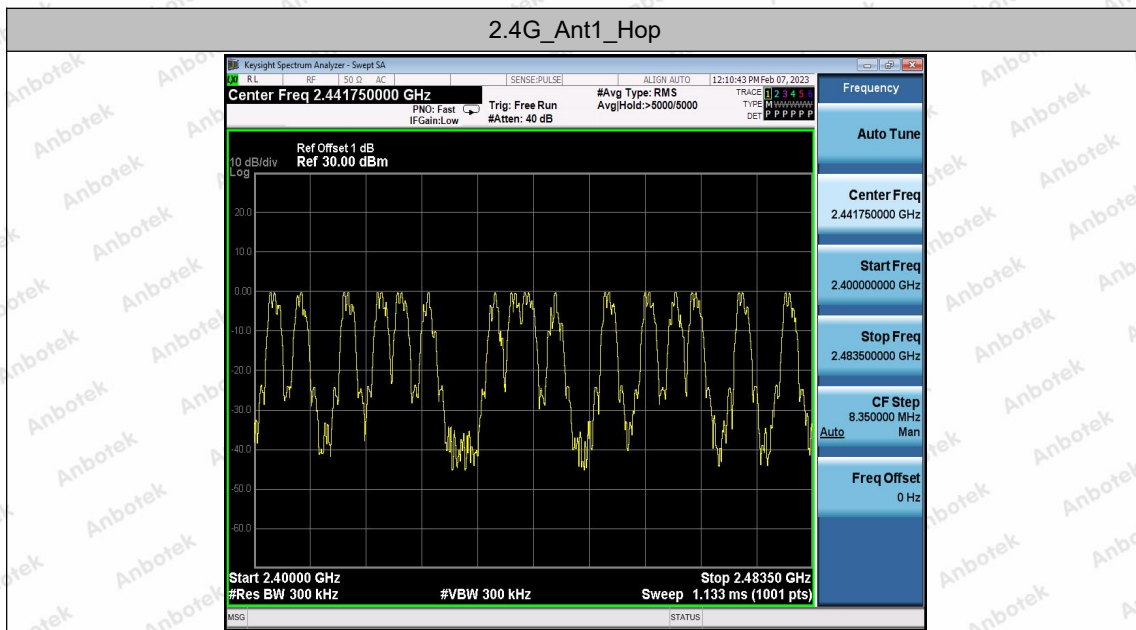 2.4G_Ant1_Hop
Keysight Spectrum Analyzer - Swept SA
RL RF 50 Ω AC SENSE:PULSE ALIGN AUTO 12:10:43 PM Feb 07, 2023
Center Freq 2.441750000 GHz
PNO: Fast
IFGain:Low
Trig: Free Run
#Atten: 40 dB
#Avg Type: RMS
Avg|Hold:>5000/5000
TRACE 1 2 3 4 5 6
TYPE M
DET P P P P P P
Ref Offset 1 dB
10 dB/div Ref 30.00 dBm
Log
20.0
10.0
0.00
-10.0
-20.0
-30.0
-40.0
-50.0
-60.0
Start 2.40000 GHz Stop 2.48350 GHz
#Res BW 300 kHz #VBW 300 kHz Sweep 1.133 ms (1001 pts)
MSG STATUS
Frequency
Auto Tune
Center Freq
2.441750000 GHz
Start Freq
2.400000000 GHz
Stop Freq
2.483500000 GHz
CF Step
8.350000 MHz
Auto Man
Freq Offset
0 Hz
Anbotek